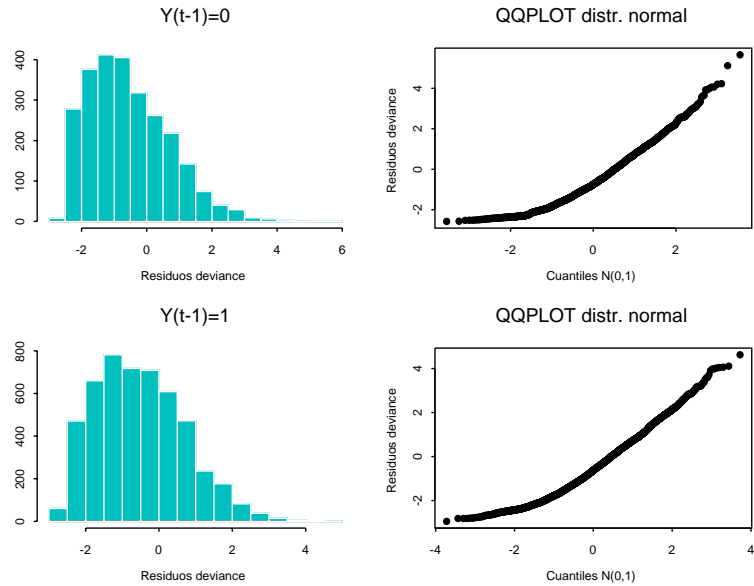 Y(t-1)=0
0 100 200 300 400
-2 0 2 4 6
Residuos deviance
QQPLOT distr. normal
Residuos deviance
-2 0 2 4
-2 0 2
Cuantiles N(0,1)
Y(t-1)=1
0 200 400 600 800
-2 0 2 4
Residuos deviance
QQPLOT distr. normal
Residuos deviance
-2 0 2 4
-4 -2 0 2 4
Cuantiles N(0,1)